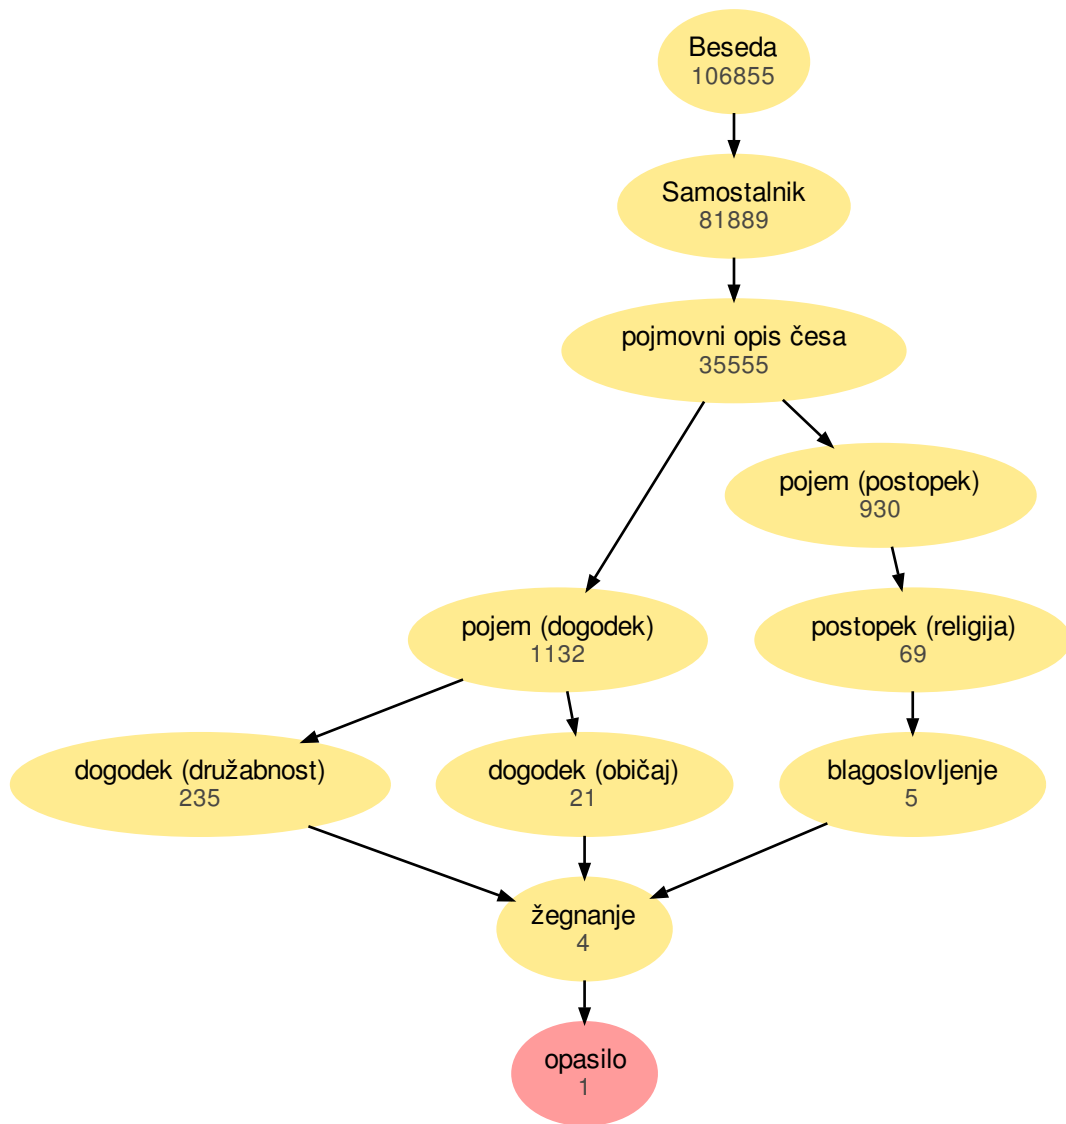 Beseda
106855
Samostalnik
81889
pojmovni opis česa
35555
pojem (postopek)
930
pojem (dogodek)
1132
postopek (religija)
69
dogodek (družabnost)
235
dogodek (običaj)
21
blagoslovljenje
5
žegnanje
4
opasilo
1